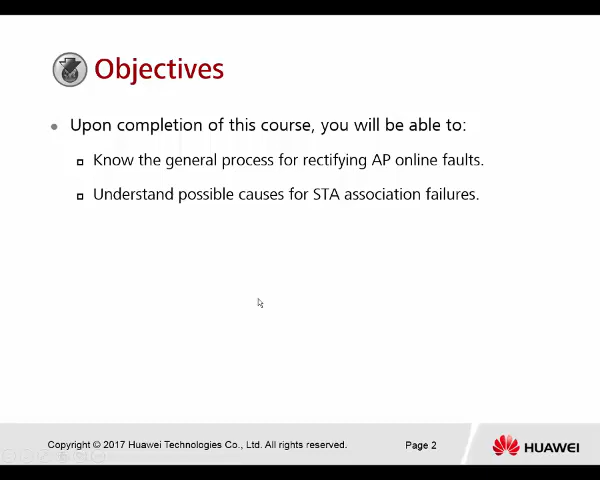 Objectives
Upon completion of this course, you will be able to:
Know the general process for rectifying AP online faults.
Understand possible causes for STA association failures.
Copyright © 2017 Huawei Technologies Co., Ltd. All rights reserved.
Page 2
HUAWEI